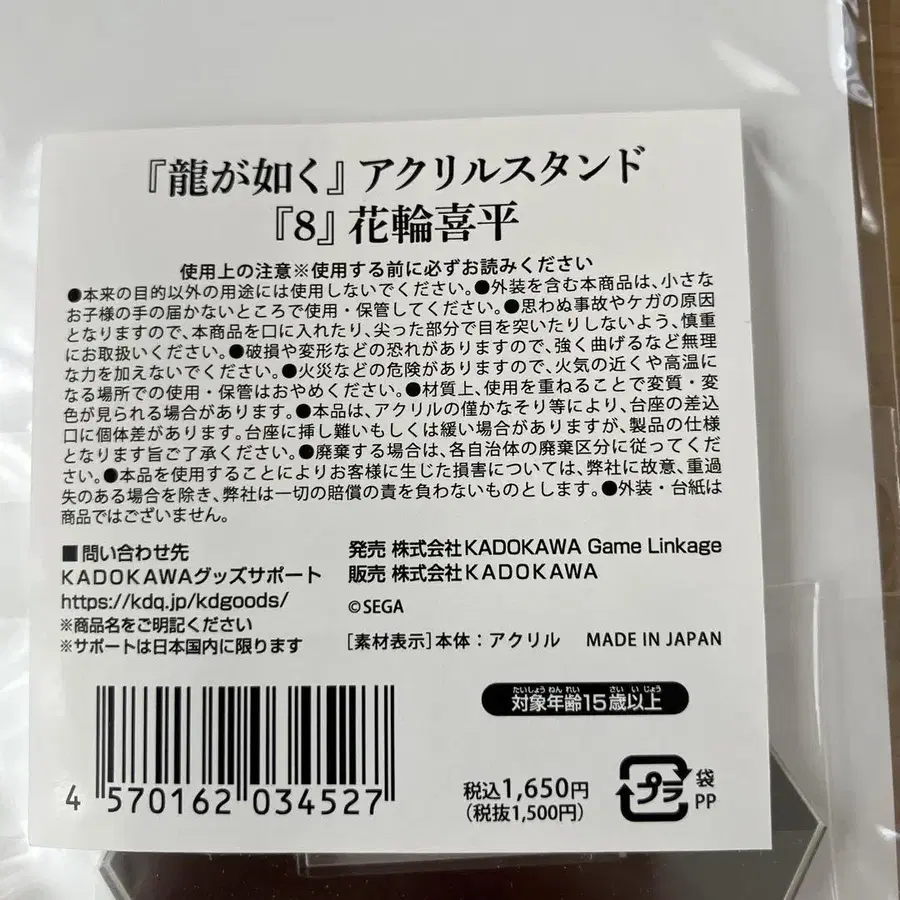 『龍が如く』アクリルスタンド
『8』花輪喜平
使用上の注意※使用する前に必ずお読みください
●本来の目的以外の用途には使用しないでください。●外装を含む本商品は、小さな
お子様の手の届かないところで使用・保管してください。●思わぬ事故やケガの原因
となりますので、本商品を口に入れたり、尖った部分で目を突いたりしないよう、慎重
にお取扱いください。●破損や変形などの恐れがありますので、強く曲げるなど無理
な力を加えないでください。●火災などの危険がありますので、火気の近くや高温に
なる場所での使用・保管はおやめください。●材質上、使用を重ねることで変質・変
色が見られる場合があります。●本品は、アクリルの僅かなそり等により、台座の差込
口に個体差があります。台座に挿し難いもしくは緩い場合がありますが、製品の仕様
となります旨ご了承ください。●廃棄する場合は、各自治体の廃棄区分に従ってくだ
さい。●本品を使用することによりお客様に生じた損害については、弊社に故意、重過
失のある場合を除き、弊社は一切の賠償の責を負わないものとします。●外装・台紙は
商品ではございません。
■問い合わせ先
KADOKAWAグッズサポート
https://kdq.jp/kdgoods/
※商品名をご明記ください
※サポートは日本国内に限ります
発売 株式会社KADOKAWA Game Linkage
販売 株式会社KADOKAWA
©SEGA
[素材表示]本体：アクリル MADE IN JAPAN
たいしょうねんれい さいいじょう
対象年齢15歳以上
4 570162 034527
税込1,650円
(税抜1,500円)
プラ
袋
PP